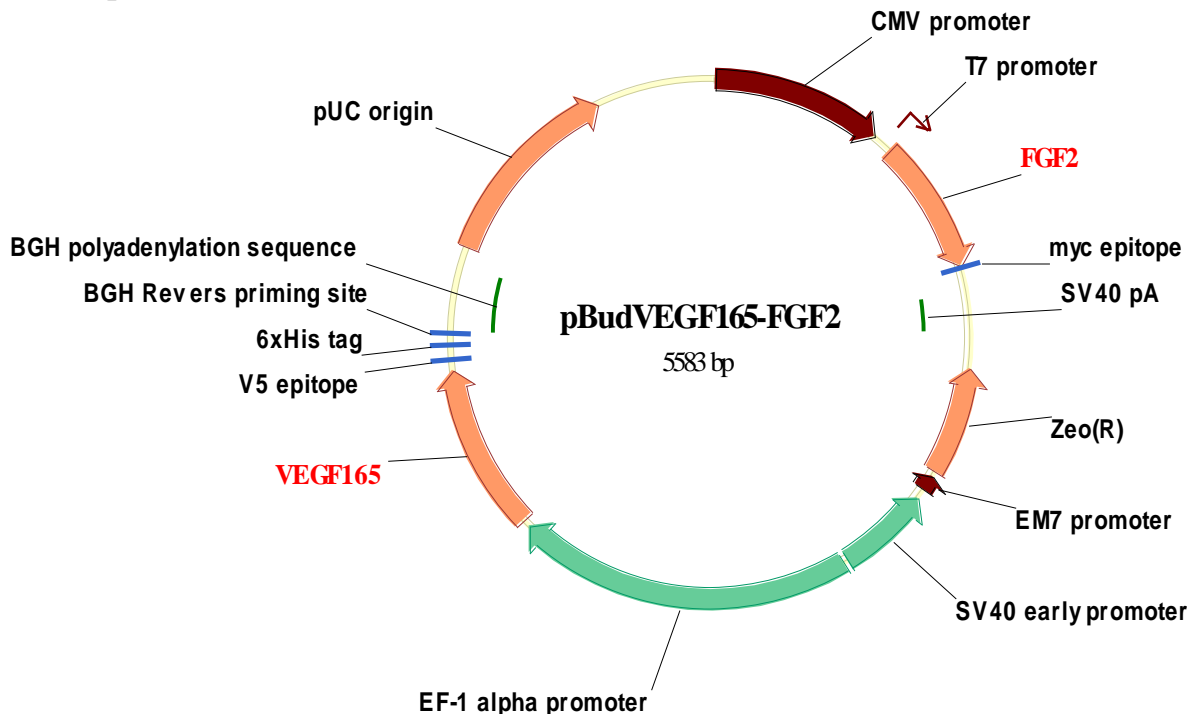 CMV promoter
T7 promoter
pUC origin
FGF2
BGH polyadenylation sequence
myc epitope
BGH Revers priming site
SV40 pA
pBudVEGF165-FGF2
6xHis tag
5583 bp
V5 epitope
Zeo(R)
VEGF165
EM7 promoter
SV40 early promoter
EF-1 alpha promoter